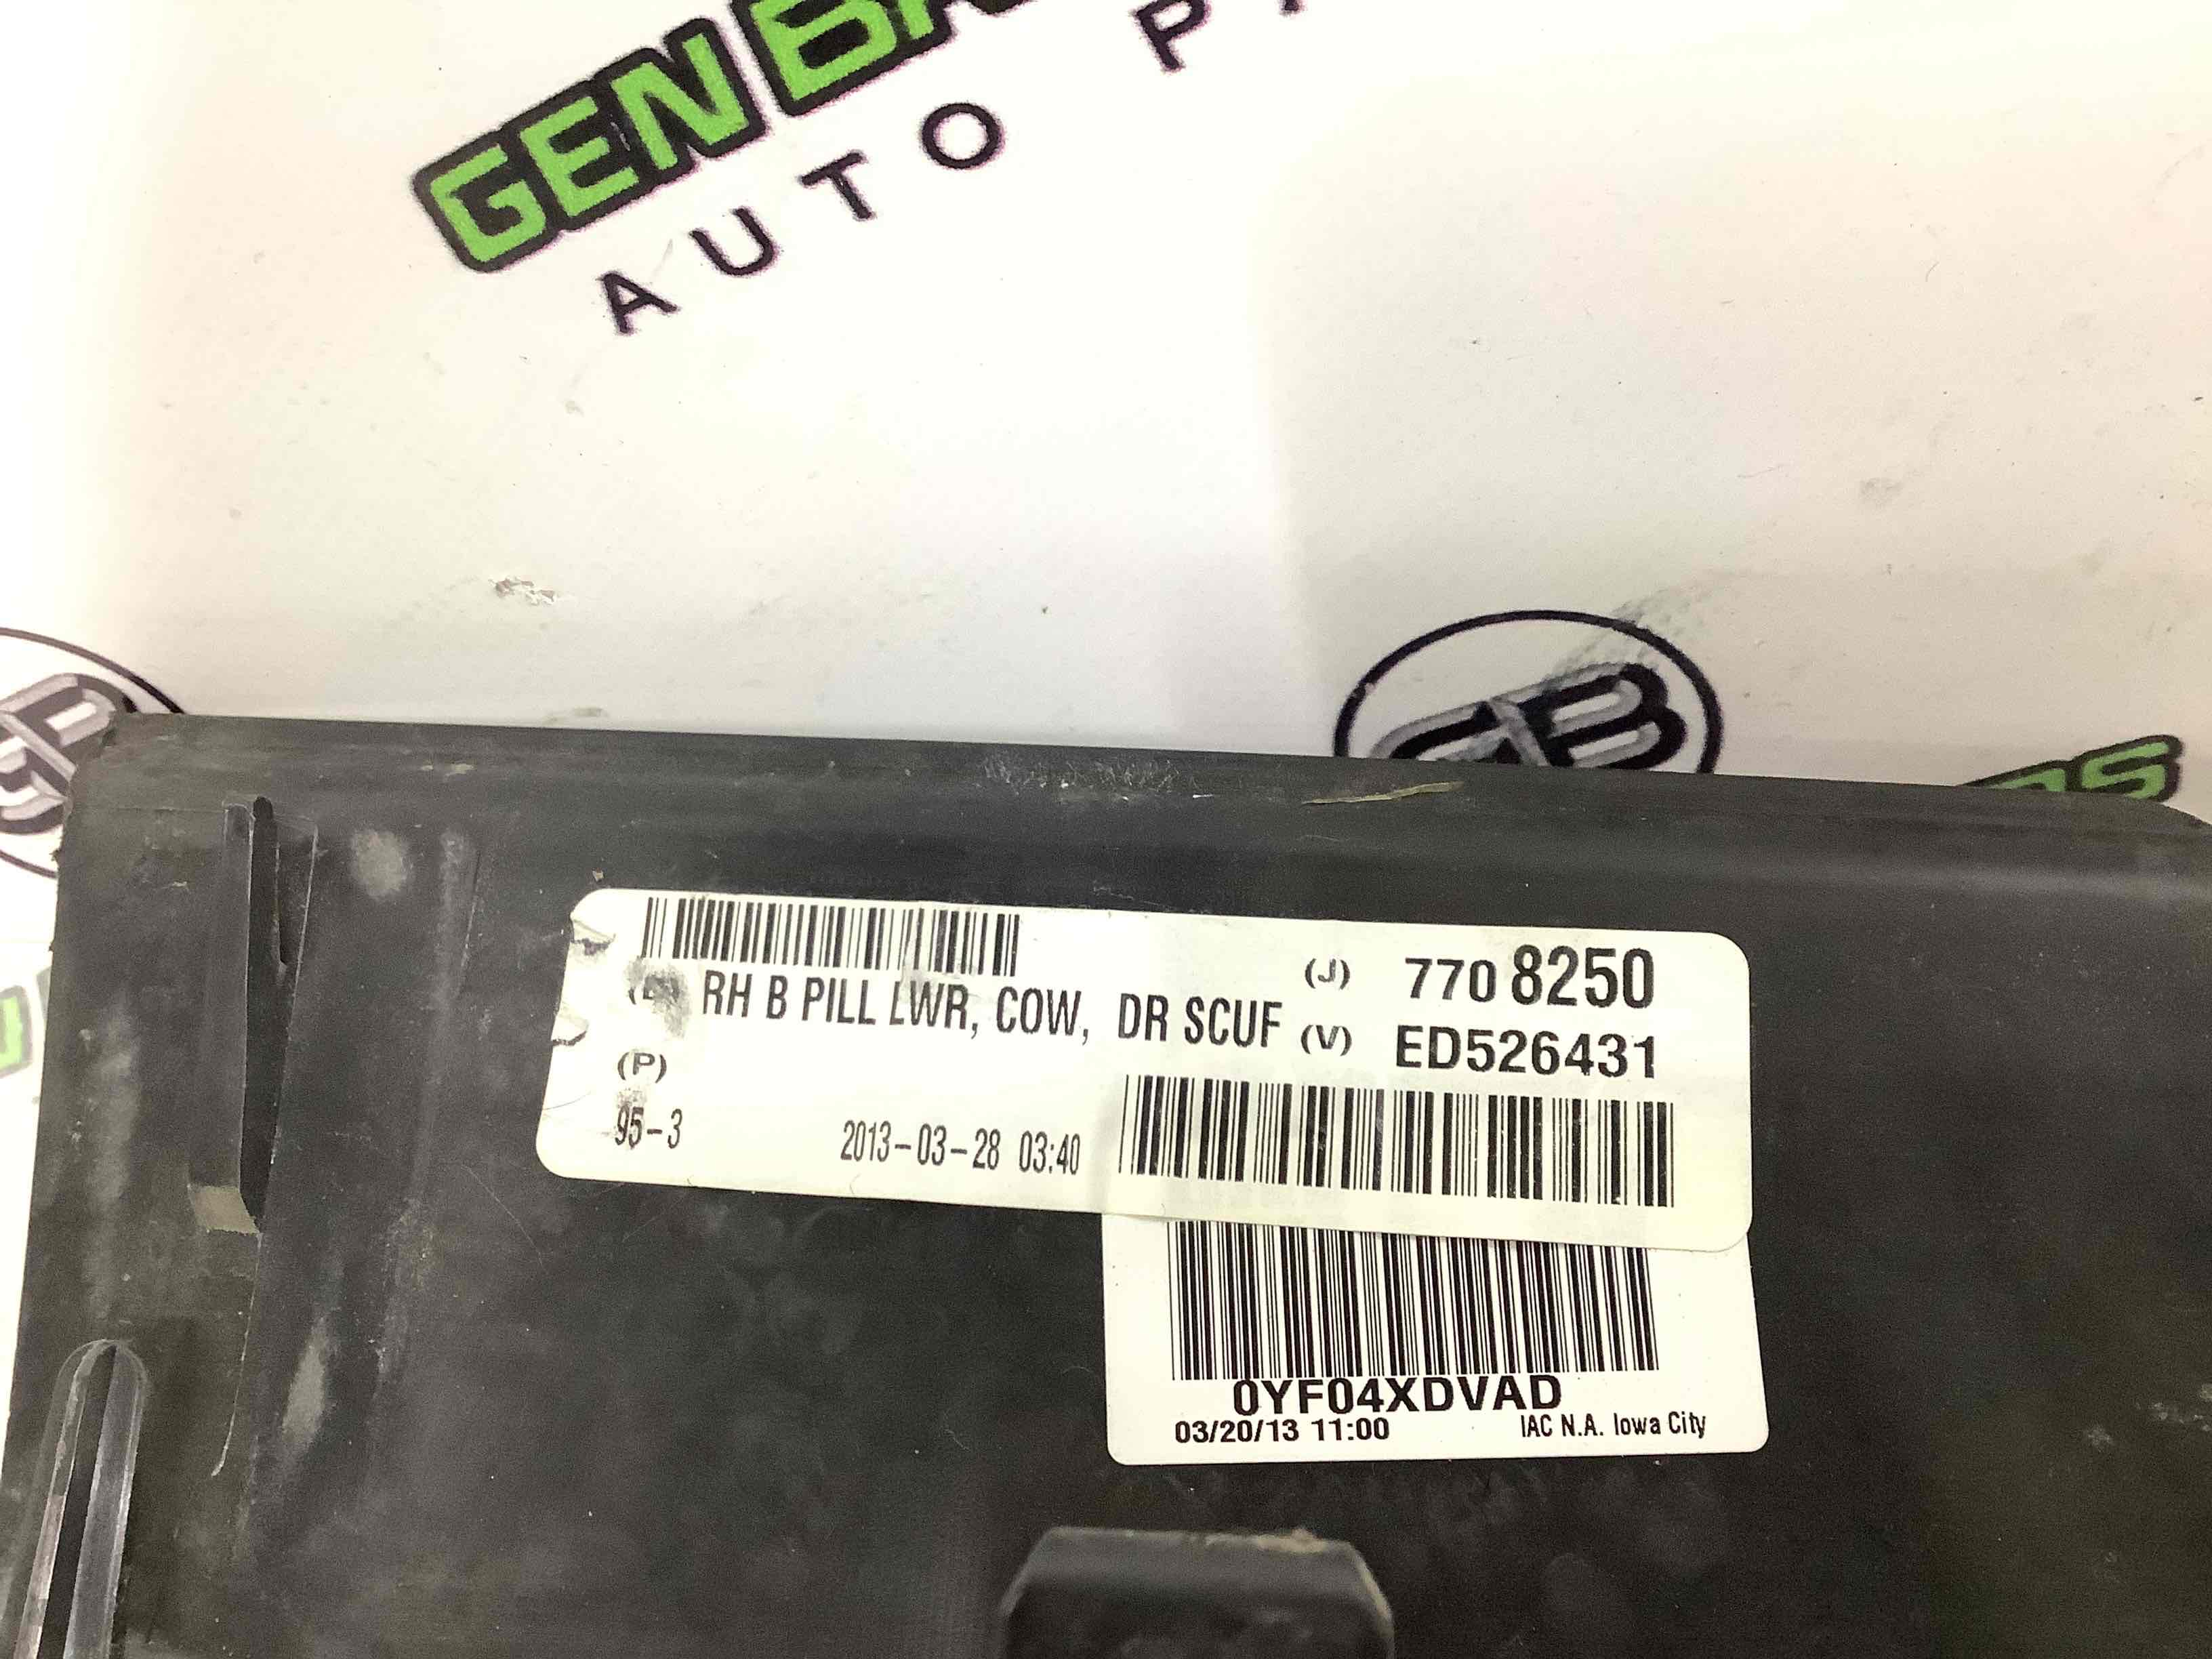 GEN
AUTO P
GB
RH B PILL LWR, COW, DR SCUF
(J) 770 8250
(V) ED526431
(P)
95-3
2013-03-28 03:40
0YF04XDVAD
03/20/13 11:00
IAC N.A. Iowa City